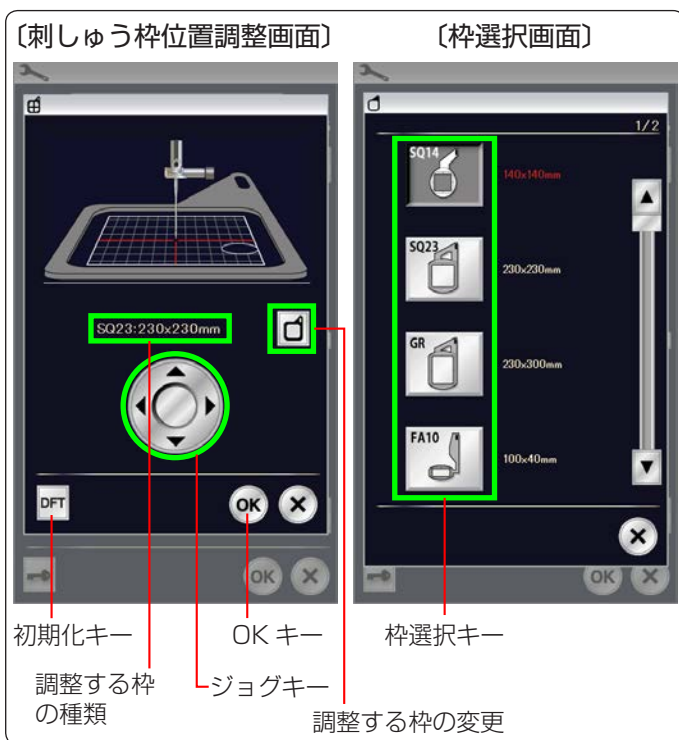 〔刺しゅう枠位置調整画面〕
〔枠選択画面〕
1/2
SQ14
140x140mm
SQ23
230x230mm
SQ23:230x230mm
GR
230x300mm
FA10
100x40mm
DFT
OK
OK
OK
初期化キー
OK キー
枠選択キー
調整する枠
の種類
ジョグキー
調整する枠の変更